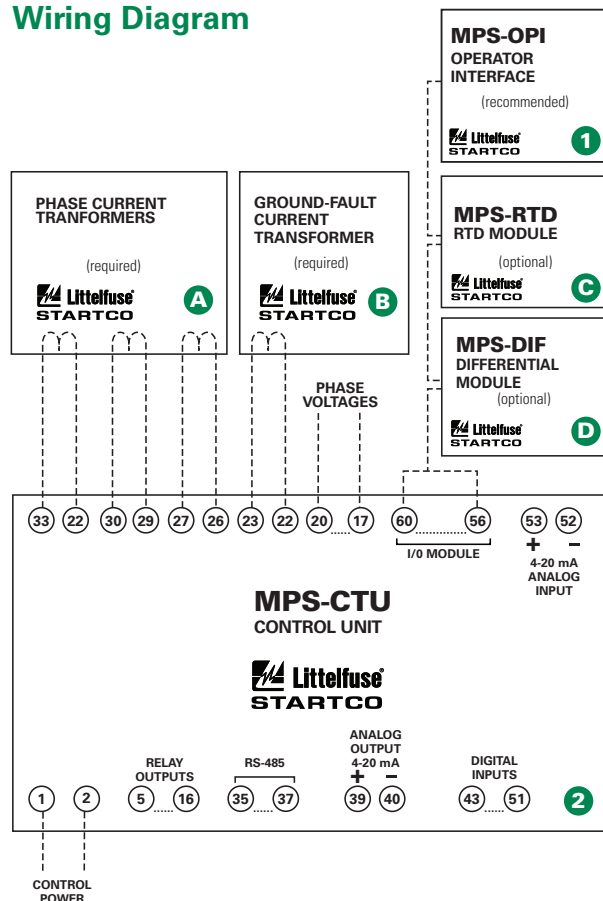 Wiring Diagram
MPS-OPI
OPERATOR
INTERFACE
(recommended)
Littelfuse®
STARTCO
1
PHASE CURRENT
TRANFORMERS
(required)
Littelfuse®
STARTCO
A
GROUND-FAULT
CURRENT
TRANSFORMER
(required)
Littelfuse®
STARTCO
B
MPS-RTD
RTD MODULE
(optional)
Littelfuse®
STARTCO
C
MPS-DIF
DIFFERENTIAL
MODULE
(optional)
Littelfuse®
STARTCO
D
PHASE
VOLTAGES
33 22 30 29 27 26 23 22 20 ...... 17 60 ................ 56 53 52
I/0 MODULE
+ –
4-20 mA
ANALOG
INPUT
MPS-CTU
CONTROL UNIT
Littelfuse®
STARTCO
RELAY
OUTPUTS
RS-485
ANALOG
OUTPUT
4-20 mA
+ –
DIGITAL
INPUTS
1 2 5 ...... 16 35 ...... 37 39 40 43 ...... 51 2
CONTROL
POWER